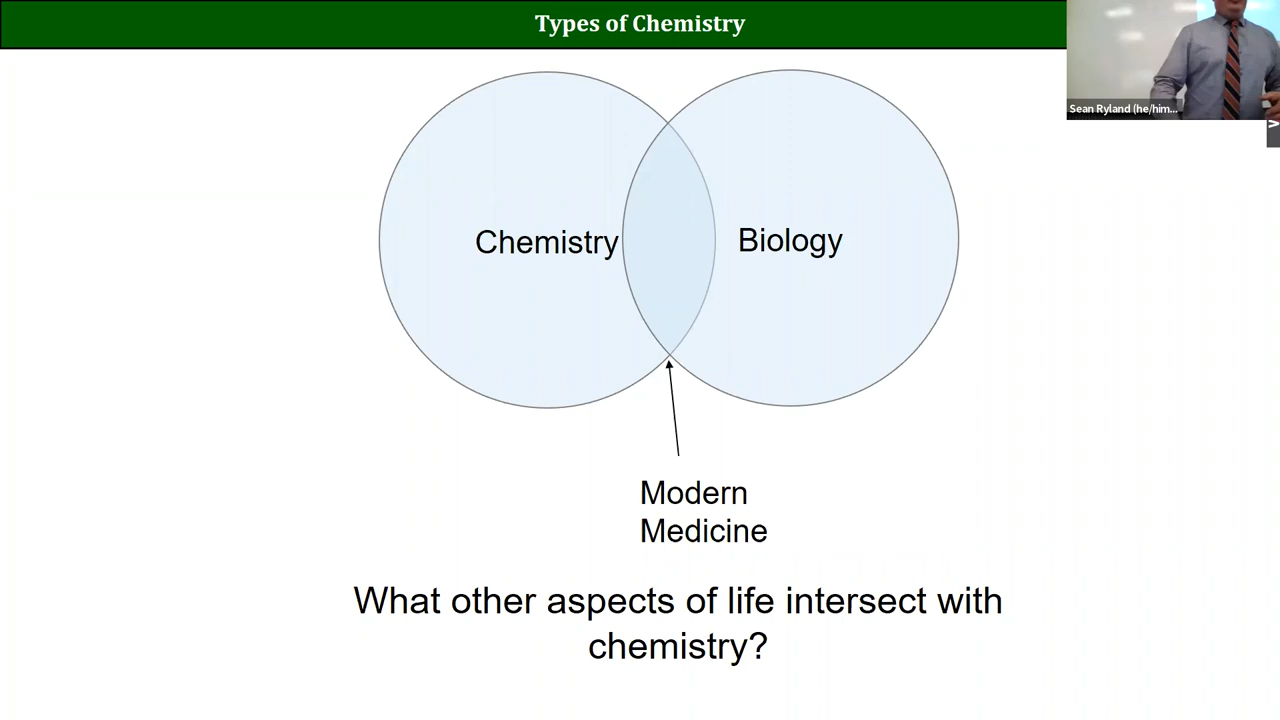 Types of Chemistry
Sean Ryland (he/him...
Chemistry
Biology
Modern
Medicine
What other aspects of life intersect with
chemistry?